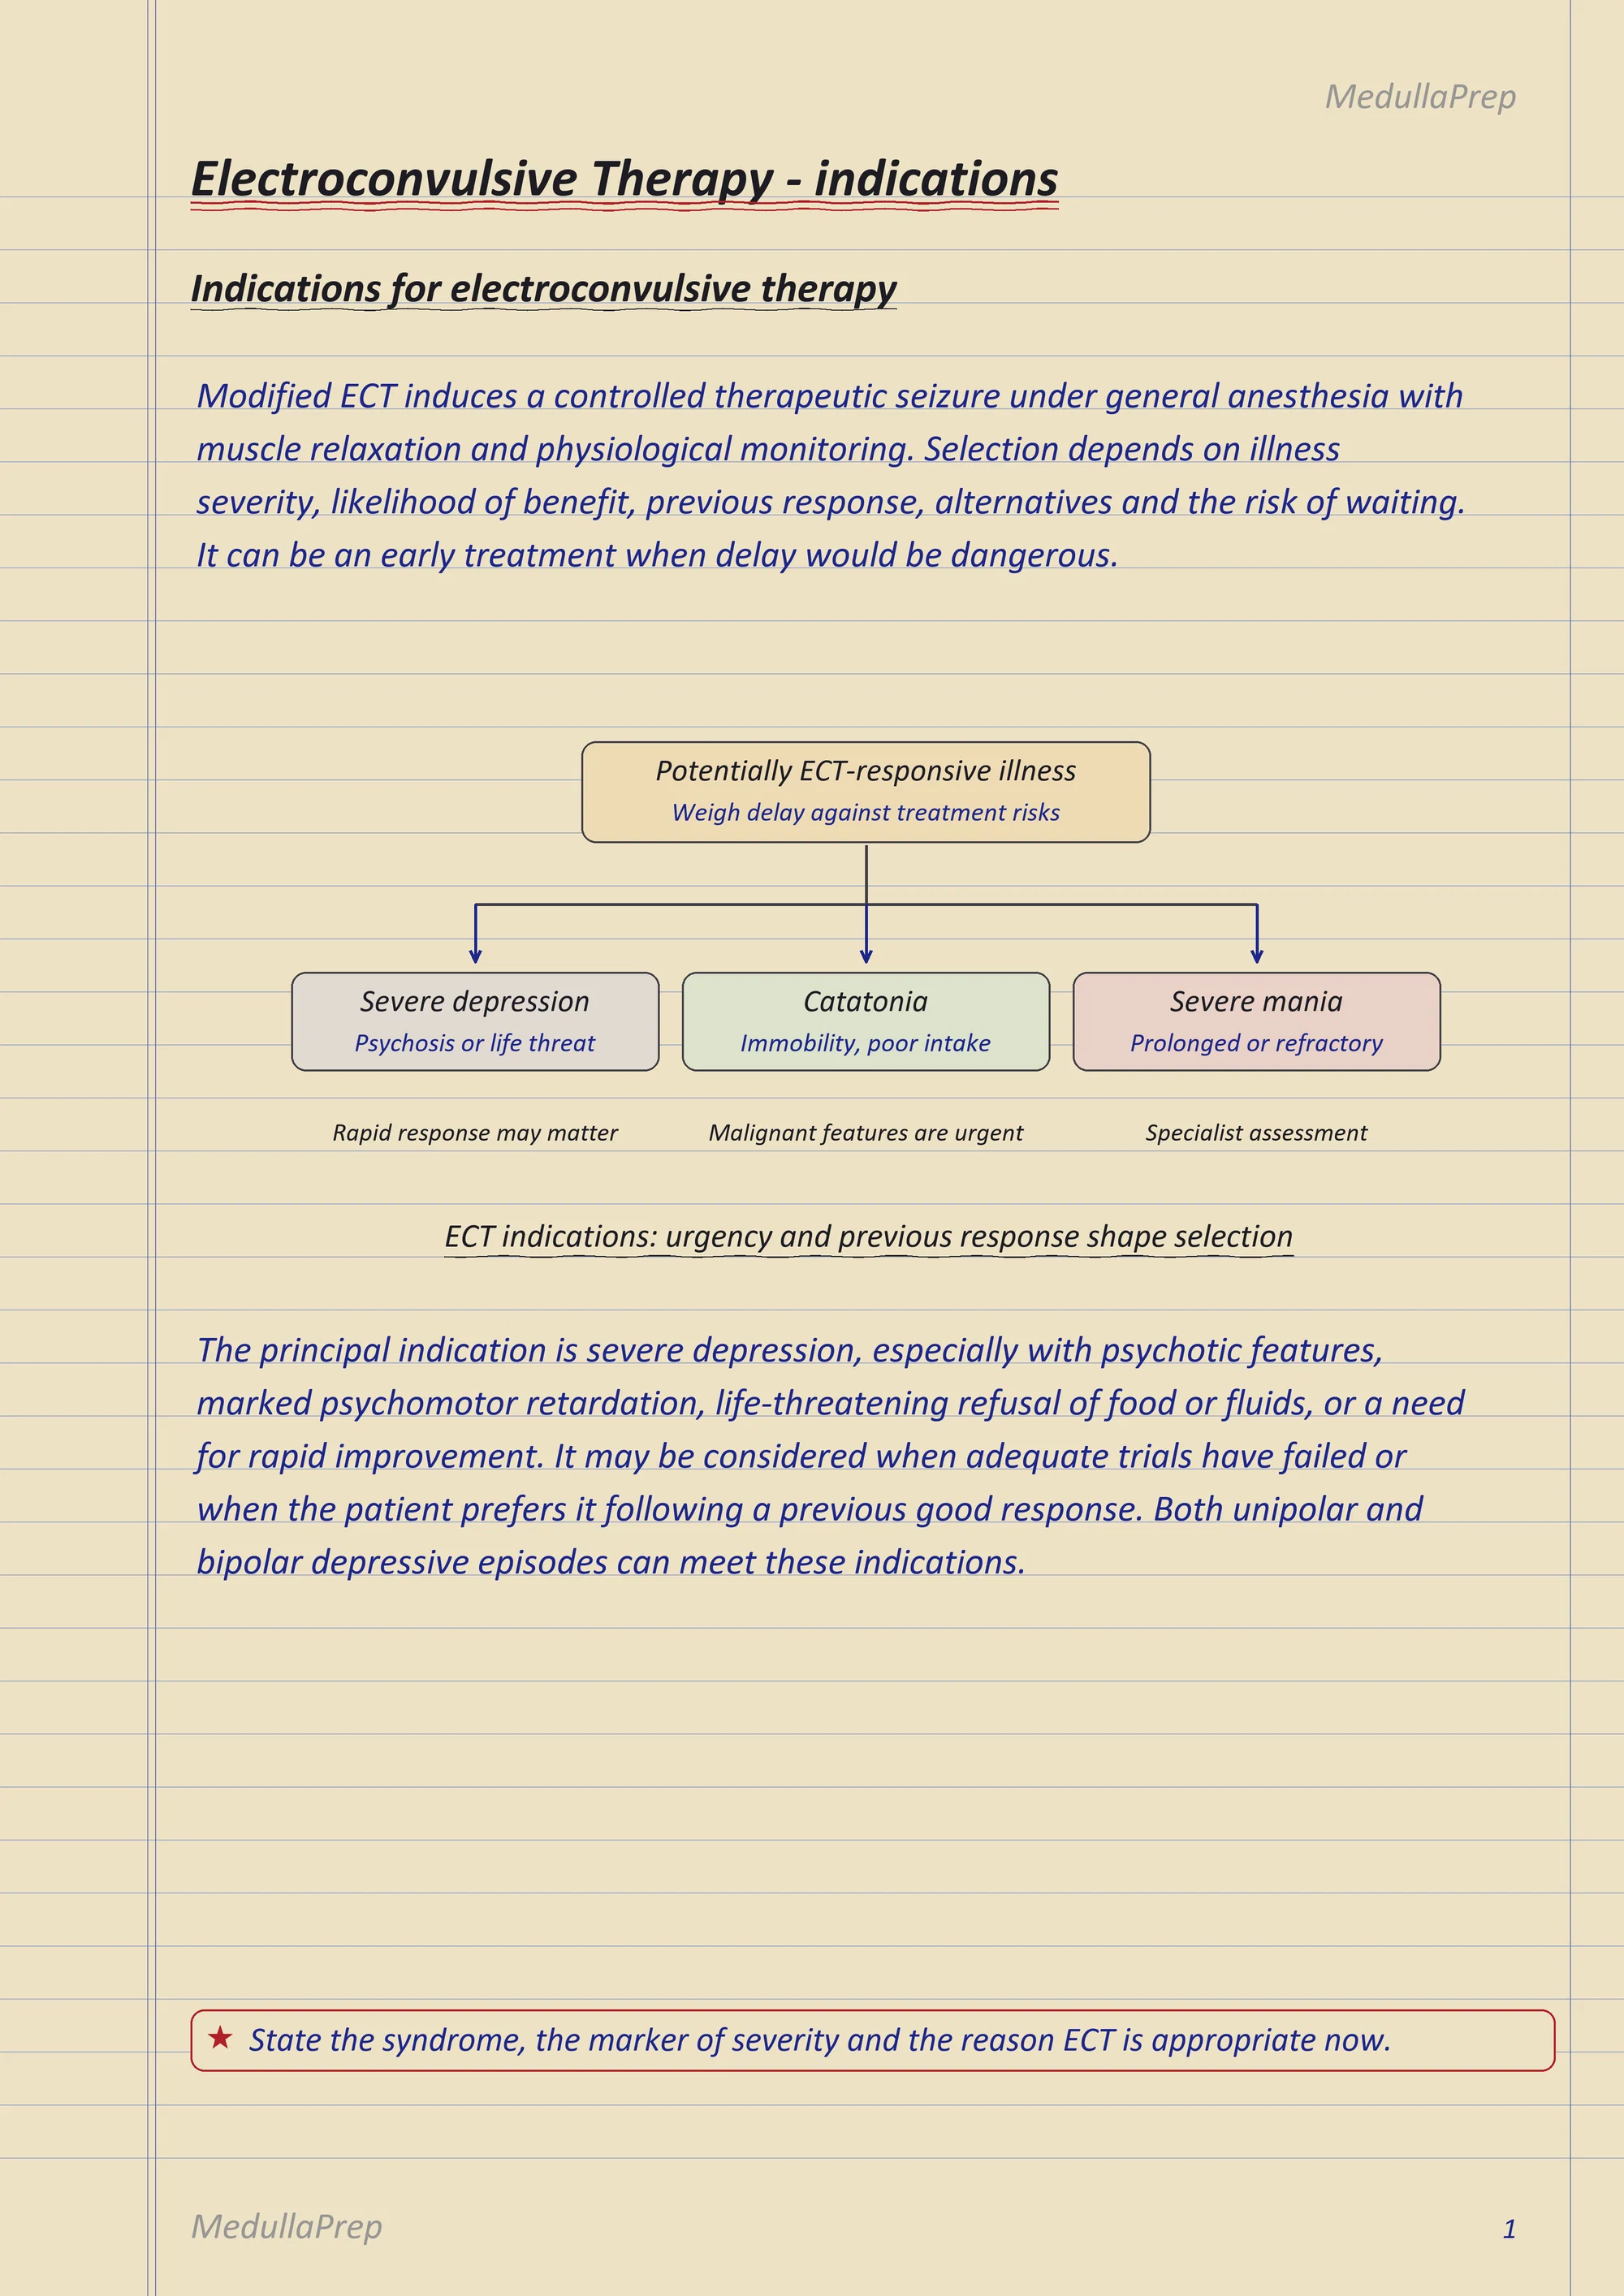 MedullaPrep
Electroconvulsive Therapy - indications
Indications for electroconvulsive therapy
Modified ECT induces a controlled therapeutic seizure under general anesthesia with
muscle relaxation and physiological monitoring. Selection depends on illness
severity, likelihood of benefit, previous response, alternatives and the risk of waiting.
It can be an early treatment when delay would be dangerous.
Potentially ECT-responsive illness
Weigh delay against treatment risks
Severe depression
Psychosis or life threat
Catatonia
Immobility, poor intake
Severe mania
Prolonged or refractory
Rapid response may matter
Malignant features are urgent
Specialist assessment
ECT indications: urgency and previous response shape selection
The principal indication is severe depression, especially with psychotic features,
marked psychomotor retardation, life-threatening refusal of food or fluids, or a need
for rapid improvement. It may be considered when adequate trials have failed or
when the patient prefers it following a previous good response. Both unipolar and
bipolar depressive episodes can meet these indications.
★ State the syndrome, the marker of severity and the reason ECT is appropriate now.
MedullaPrep
1